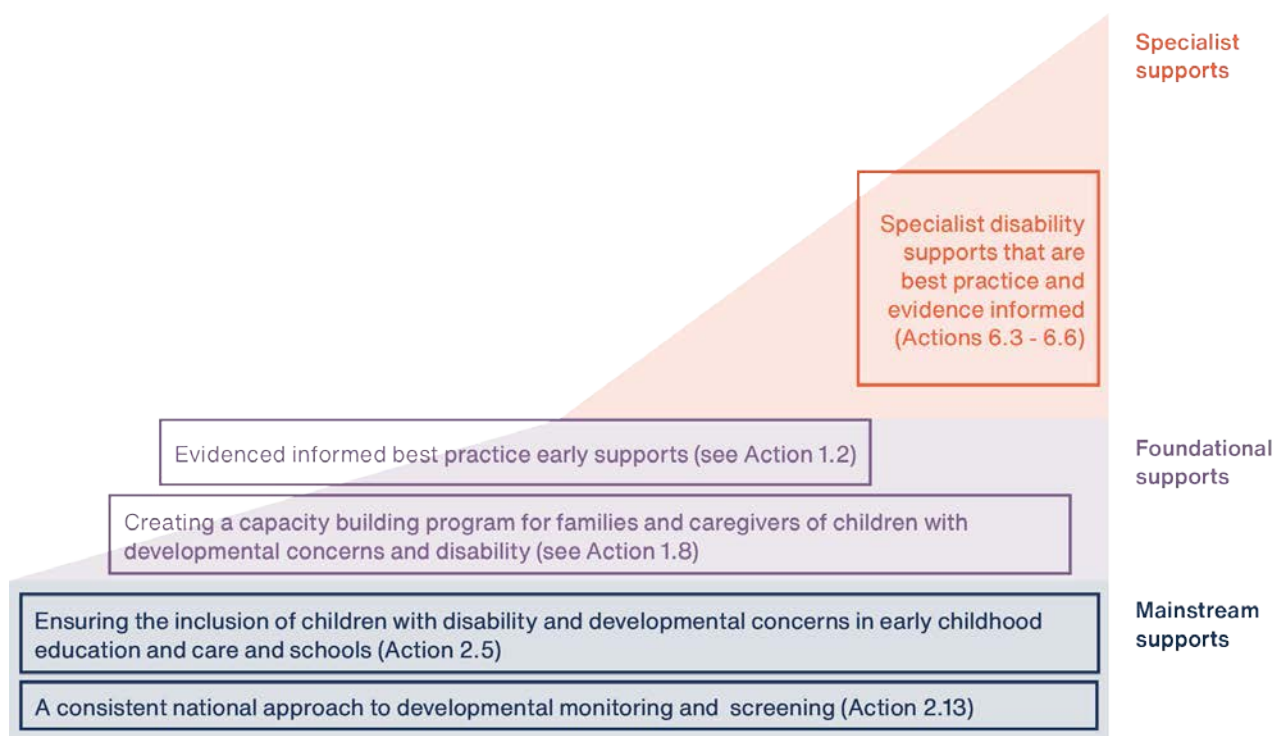 Specialist
supports
Specialist disability
supports that are
best practice and
evidence informed
(Actions 6.3 - 6.6)
Evidenced informed best practice early supports (see Action 1.2)
Foundational
supports
Creating a capacity building program for families and caregivers of children with
developmental concerns and disability (see Action 1.8)
Ensuring the inclusion of children with disability and developmental concerns in early childhood
education and care and schools (Action 2.5)
Mainstream
supports
A consistent national approach to developmental monitoring and screening (Action 2.13)